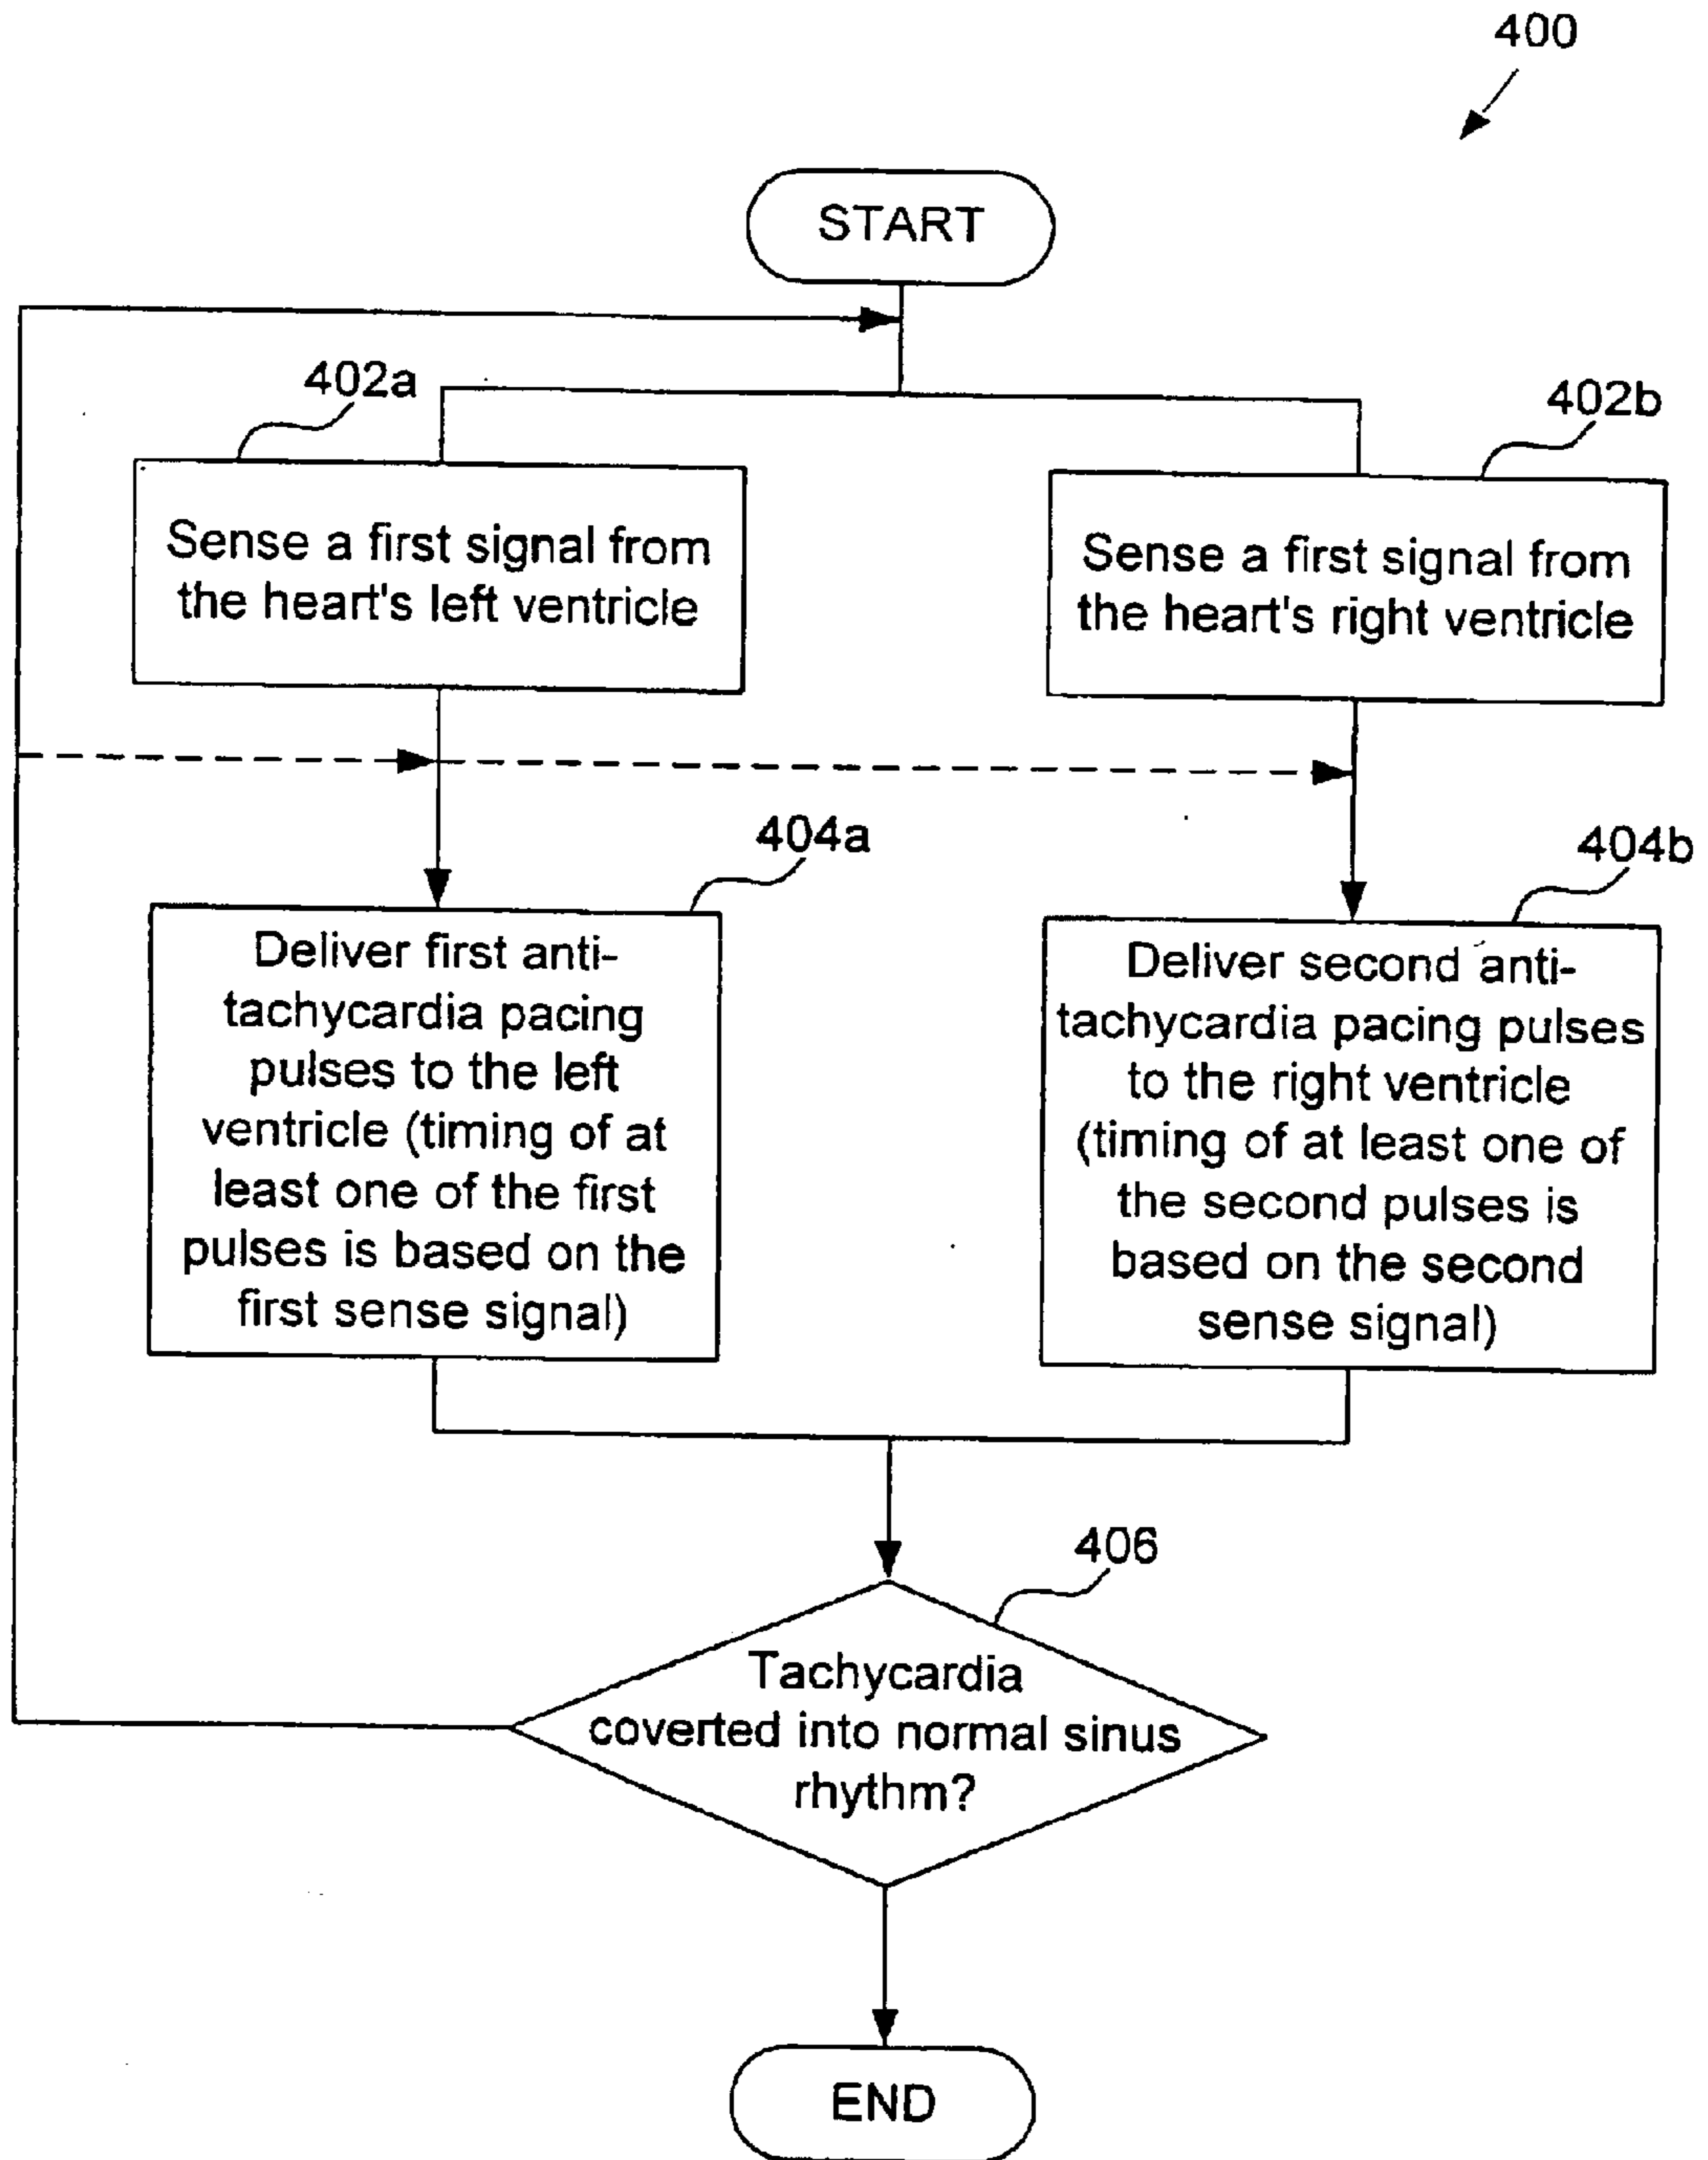 400
START
402a
402b
Sense a first signal from
the heart's left ventricle
Sense a first signal from
the heart's right ventricle
404a
404b
Deliver first anti-
tachycardia pacing
pulses to the left
ventricle (timing of at
least one of the first
pulses is based on the
first sense signal)
Deliver second anti-
tachycardia pacing pulses
to the right ventricle
(timing of at least one of
the second pulses is
based on the second
sense signal)
406
Tachycardia
coverted into normal sinus
rhythm?
END